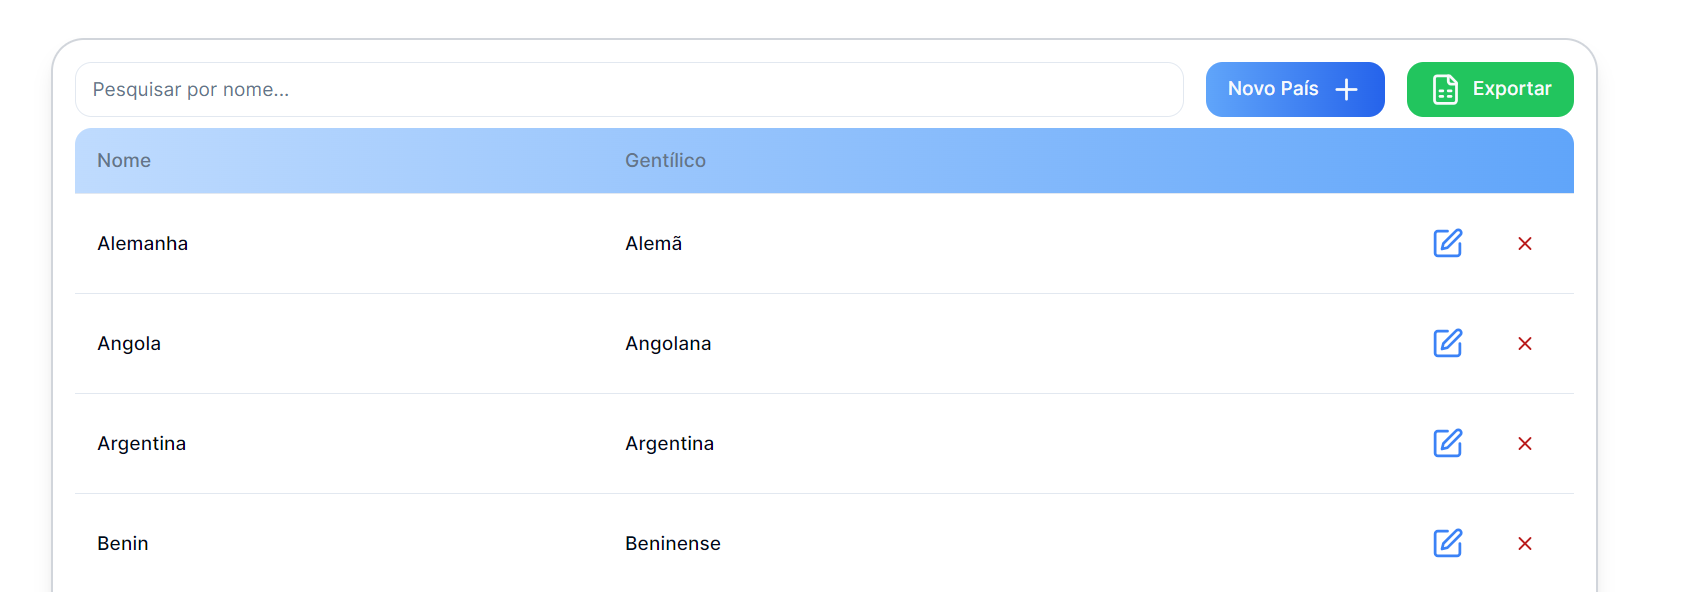 Pesquisar por nome...
Novo País
Exportar
Nome Gentílico
Alemanha Alemã
Angola Angolana
Argentina Argentina
Benin Beninense